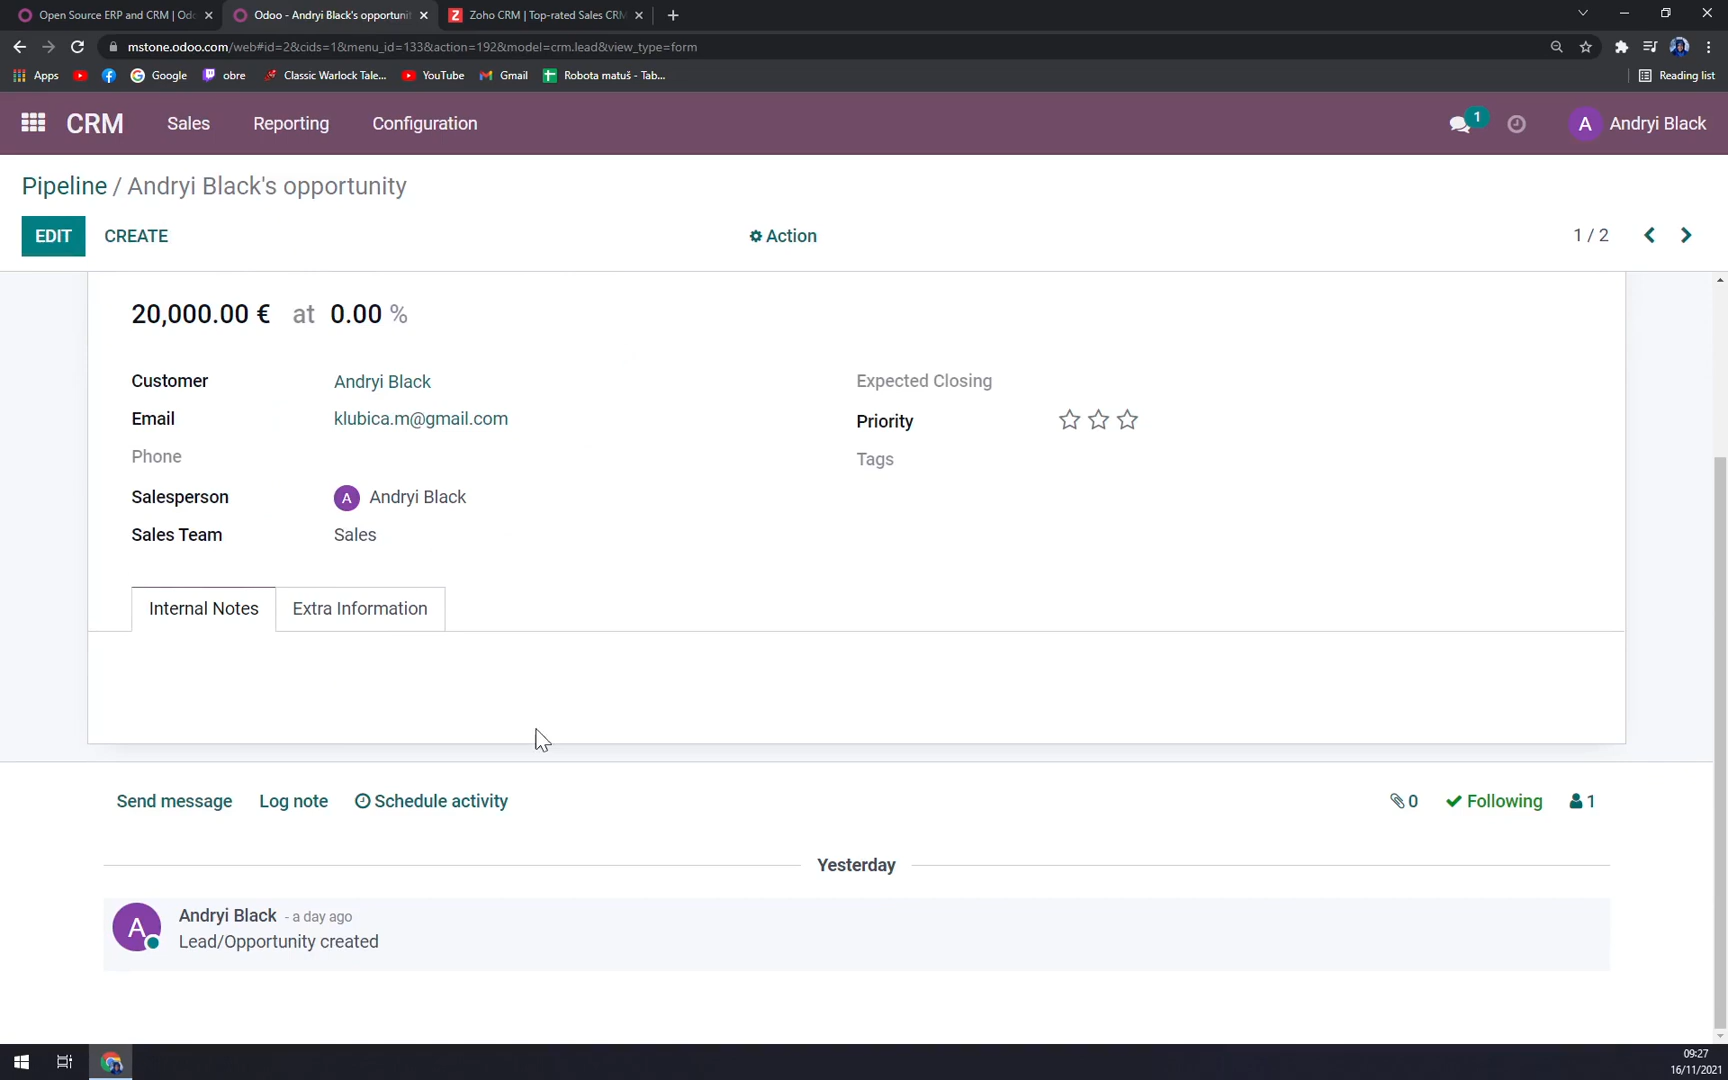 Open Source ERP and CRM | Odo
Odoo - Andryi Black's opportunit
Zoho CRM | Top-rated Sales CRM
mstone.odoo.com/web#id=2&cids=1&menu_id=133&action=192&model=crm.lead&view_type=form
Apps
Google
obre
Classic Warlock Tale...
YouTube
Gmail
Robota matuš - Tab...
Reading list
CRM
Sales
Reporting
Configuration
1
A
Andryi Black
Pipeline / Andryi Black's opportunity
EDIT
CREATE
Action
1 / 2
20,000.00 € at 0.00 %
Customer
Andryi Black
Expected Closing
Email
klubica.m@gmail.com
Priority
Phone
Tags
Salesperson
A
Andryi Black
Sales Team
Sales
Internal Notes
Extra Information
Send message
Log note
Schedule activity
0
Following
1
Yesterday
A
Andryi Black - a day ago
Lead/Opportunity created
09:27
16/11/2021